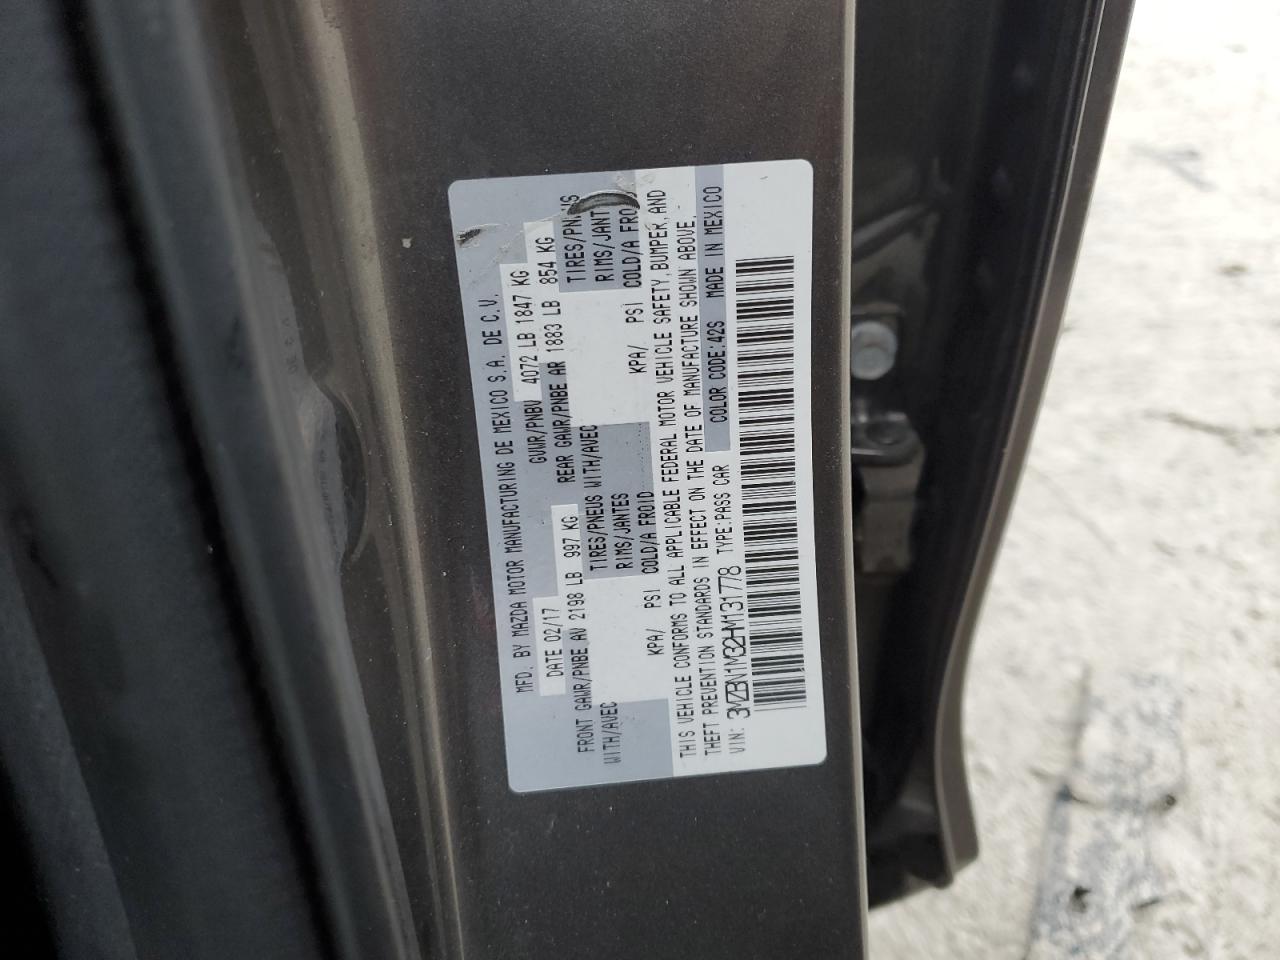 MFD. BY MAZDA MOTOR MANUFACTURING DE MEXICO S.A. DE C.V.
DATE 02/17 GVWR/PNBV 4072 LB 1847 KG
FRONT GAWR/PNBE AV 2198 LB 997 KG REAR GAWR/PNBE AR 1883 LB 854 KG
WITH/AVEC TIRES/PNEUS WITH/AVEC TIRES/PNEUS
RIMS/JANTES RIMS/JANT
KPA/ PSI COLD/A FROID KPA/ PSI COLD/A FRO
THIS VEHICLE CONFORMS TO ALL APPLICABLE FEDERAL MOTOR VEHICLE SAFETY, BUMPER, AND
THEFT PREVENTION STANDARDS IN EFFECT ON THE DATE OF MANUFACTURE SHOWN ABOVE.
VIN: 3MZBN1M32HM131778 TYPE:PASS CAR COLOR CODE:42S MADE IN MEXICO